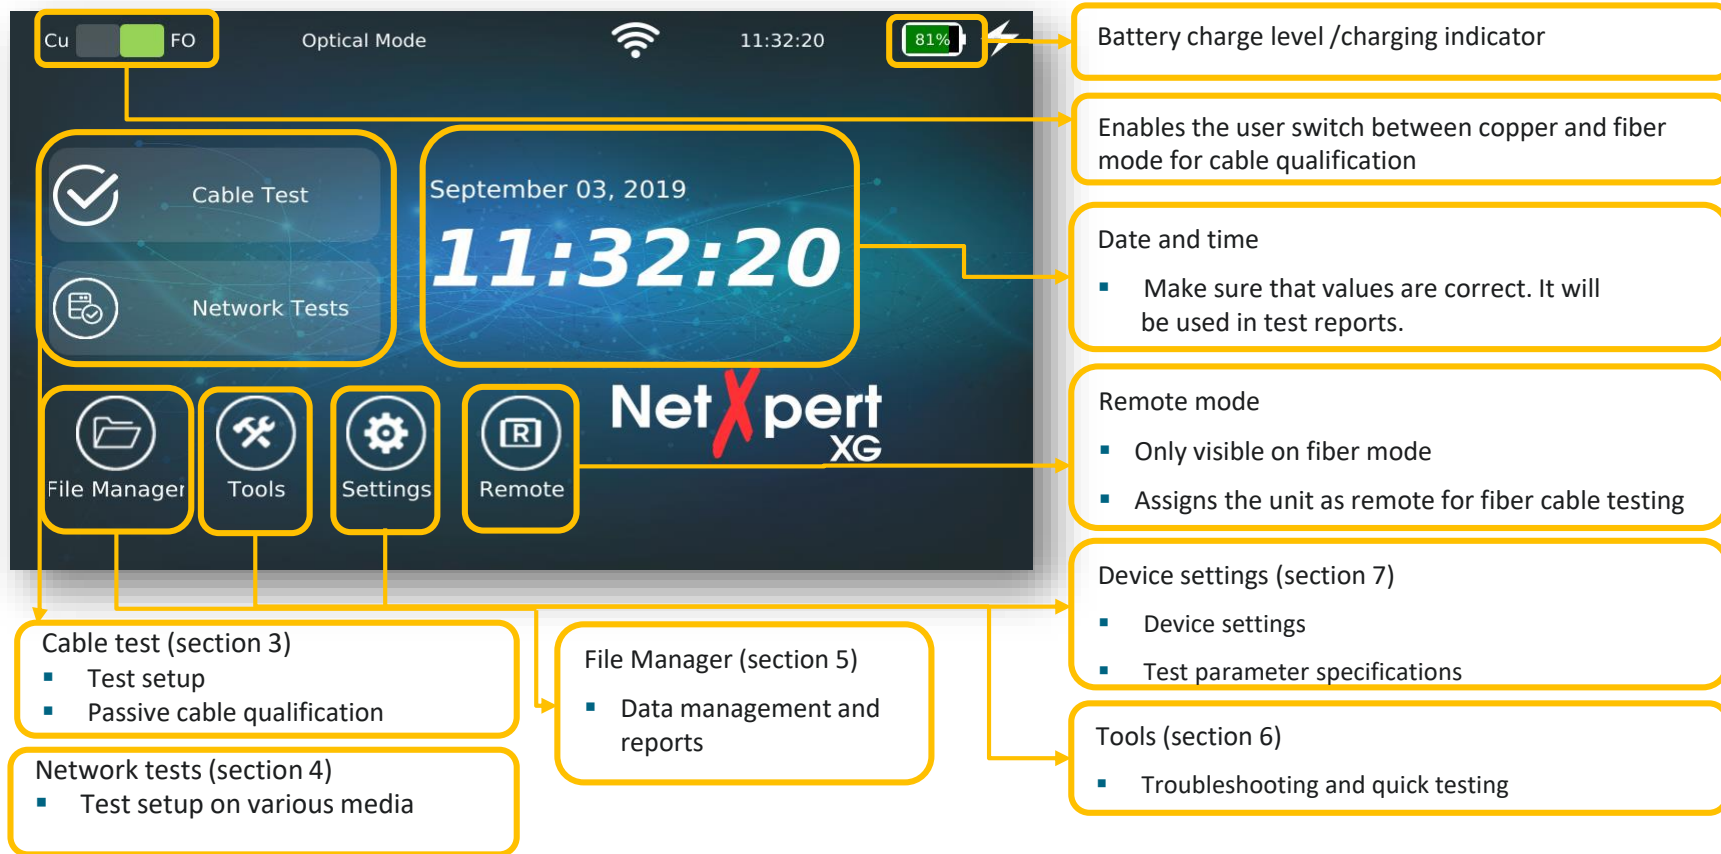 Cu FO Optical Mode 11:32:20 81%
Cable Test
Network Tests
September 03, 2019
11:32:20
NetXpert
XG
File Manager
Tools
Settings
Remote
Battery charge level /charging indicator
Enables the user switch between copper and fiber
mode for cable qualification
Date and time
▪ Make sure that values are correct. It will
be used in test reports.
Remote mode
▪ Only visible on fiber mode
▪ Assigns the unit as remote for fiber cable testing
Device settings (section 7)
▪ Device settings
▪ Test parameter specifications
Tools (section 6)
▪ Troubleshooting and quick testing
File Manager (section 5)
▪ Data management and
reports
Cable test (section 3)
▪ Test setup
▪ Passive cable qualification
Network tests (section 4)
▪ Test setup on various media